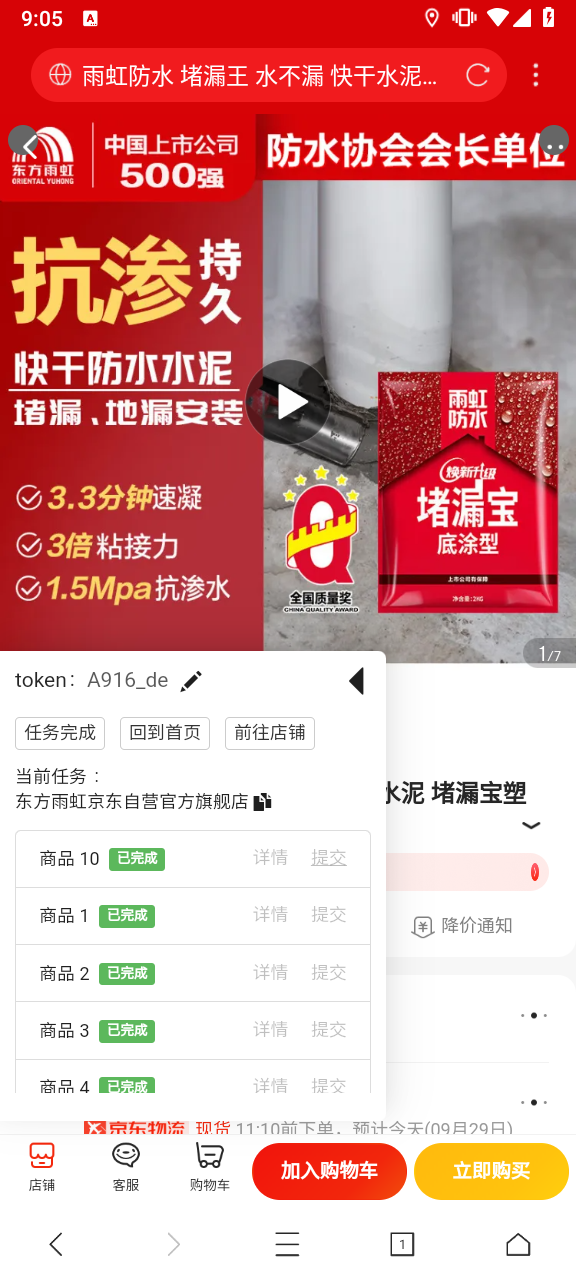 9:05
A
雨虹防水 堵漏王 水不漏 快干水泥...
东方雨虹
ORIENTAL YUHONG
中国上市公司
500强
防水协会会长单位
抗渗
持久
快干防水水泥
堵漏、地漏安装
3.3分钟速凝
3倍粘接力
1.5Mpa抗渗水
全国质量奖
CHINA QUALITY AWARD
雨虹
防水
焕新升级
堵漏宝
底涂型
上市公司有保障
净含量:2KG
1/7
token: A916_de
任务完成
回到首页
前往店铺
当前任务：
东方雨虹京东自营官方旗舰店
水泥 堵漏宝塑
降价通知
商品 10 已完成 详情 提交
商品 1 已完成 详情 提交
商品 2 已完成 详情 提交
商品 3 已完成 详情 提交
商品 4 已完成 详情 提交
京东物流 现货 11:10前下单，预计今天(09月29日)
店铺
客服
购物车
加入购物车
立即购买
1